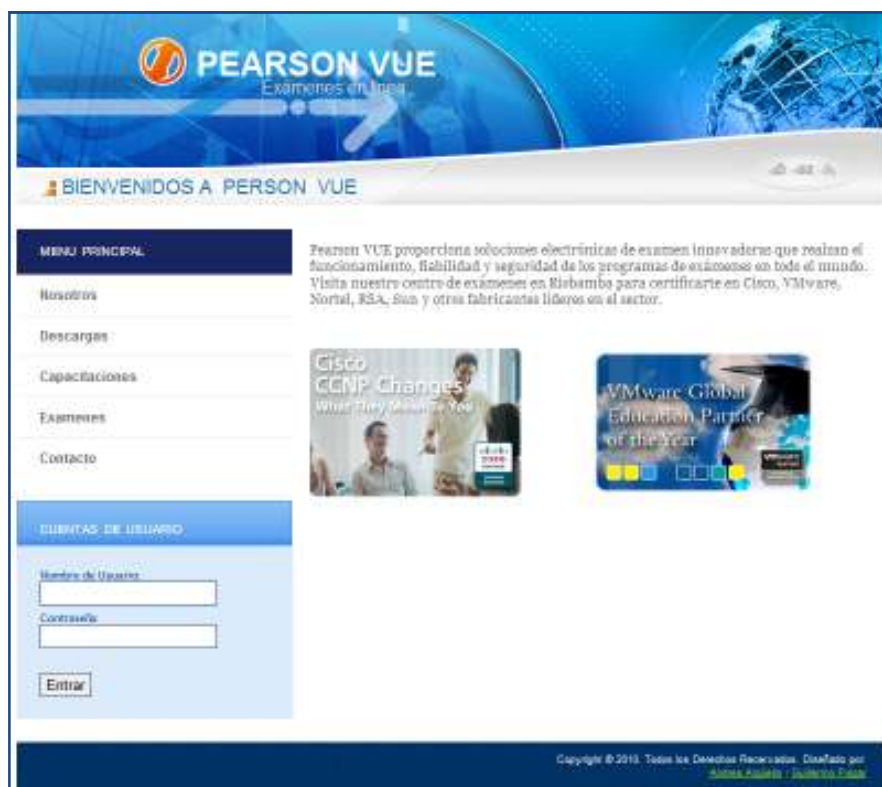 PEARSON VUE
Exámenes en línea
BIENVENIDOS A PERSON VUE
MENU PRINCIPAL
Nosotros
Descargas
Capacitaciones
Examenes
Contacto
CUENTAS DE USUARIO
Nombre de Usuario:
Contraseña
Entrar
Pearson VUE proporciona soluciones electrónicas de examen innovadoras que realzan el
funcionamiento, fiabilidad y seguridad de los programas de exámenes en todo el mundo.
Visita nuestro centro de exámenes en Riobamba para certificarte en Cisco, VMware,
Nortel, RSA, Sun y otros fabricantes líderes en el sector.
Cisco
CCNP Changes
What They Mean To You
VMware Global
Education Partner
of the Year
Copyright © 2010. Todos los Derechos Reservados. Diseñado por